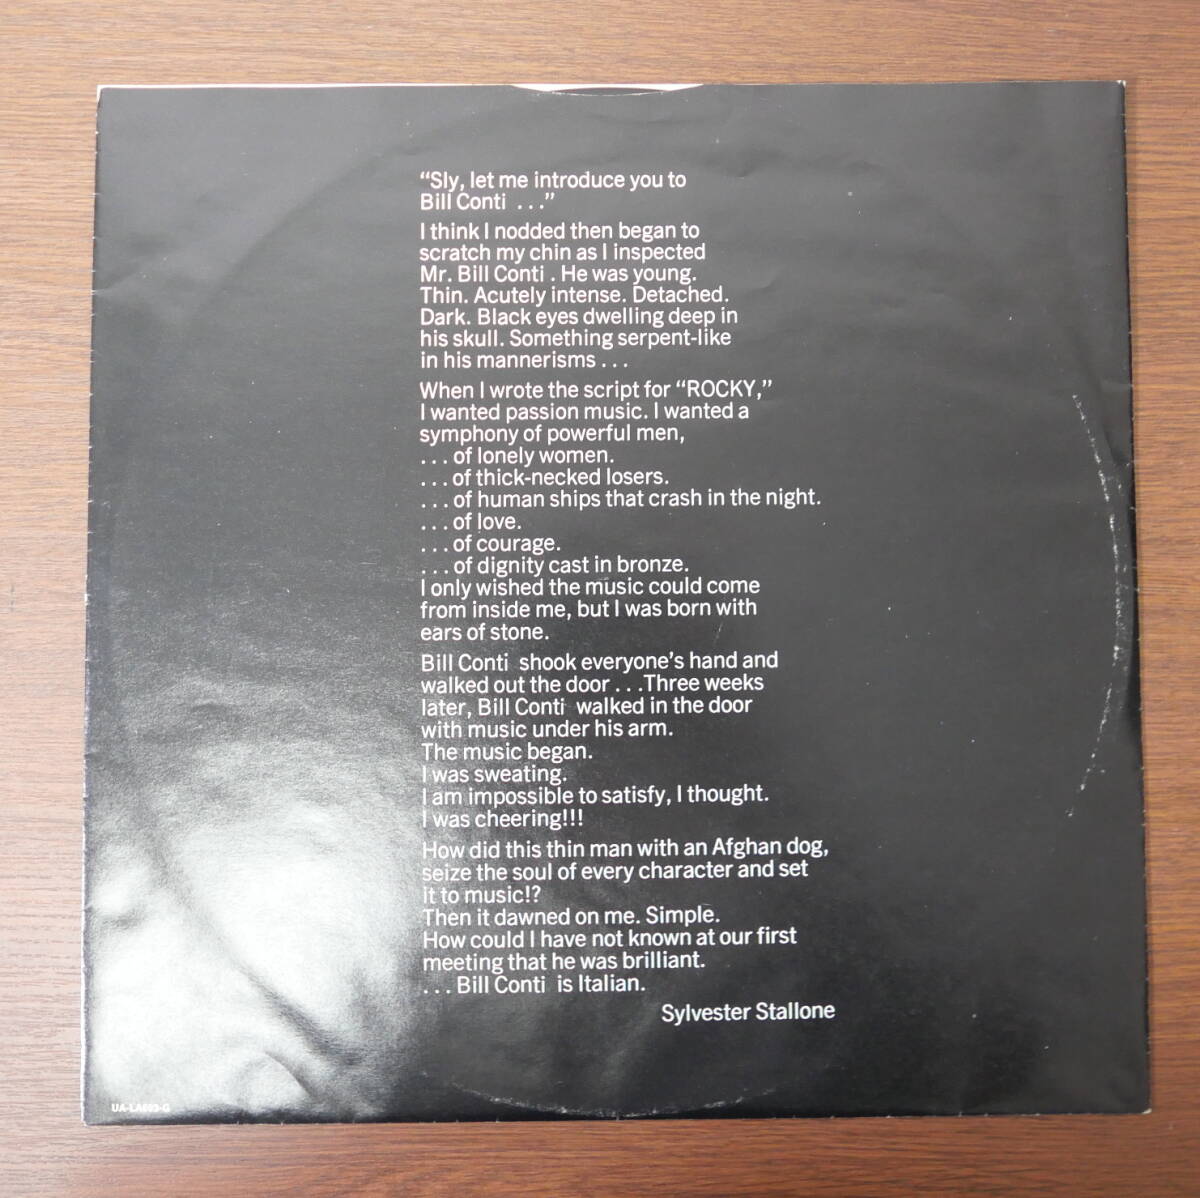 “Sly, let me introduce you to
Bill Conti ...”
I think I nodded then began to
scratch my chin as I inspected
Mr. Bill Conti . He was young.
Thin. Acutely intense. Detached.
Dark. Black eyes dwelling deep in
his skull. Something serpent-like
in his mannerisms ...
When I wrote the script for “ROCKY,”
I wanted passion music. I wanted a
symphony of powerful men,
... of lonely women.
... of thick-necked losers.
... of human ships that crash in the night.
... of love.
... of courage.
... of dignity cast in bronze.
I only wished the music could come
from inside me, but I was born with
ears of stone.
Bill Conti shook everyone’s hand and
walked out the door ... Three weeks
later, Bill Conti walked in the door
with music under his arm.
The music began.
I was sweating.
I am impossible to satisfy, I thought.
I was cheering!!!
How did this thin man with an Afghan dog,
seize the soul of every character and set
it to music!?
Then it dawned on me. Simple.
How could I have not known at our first
meeting that he was brilliant.
... Bill Conti is Italian.
Sylvester Stallone